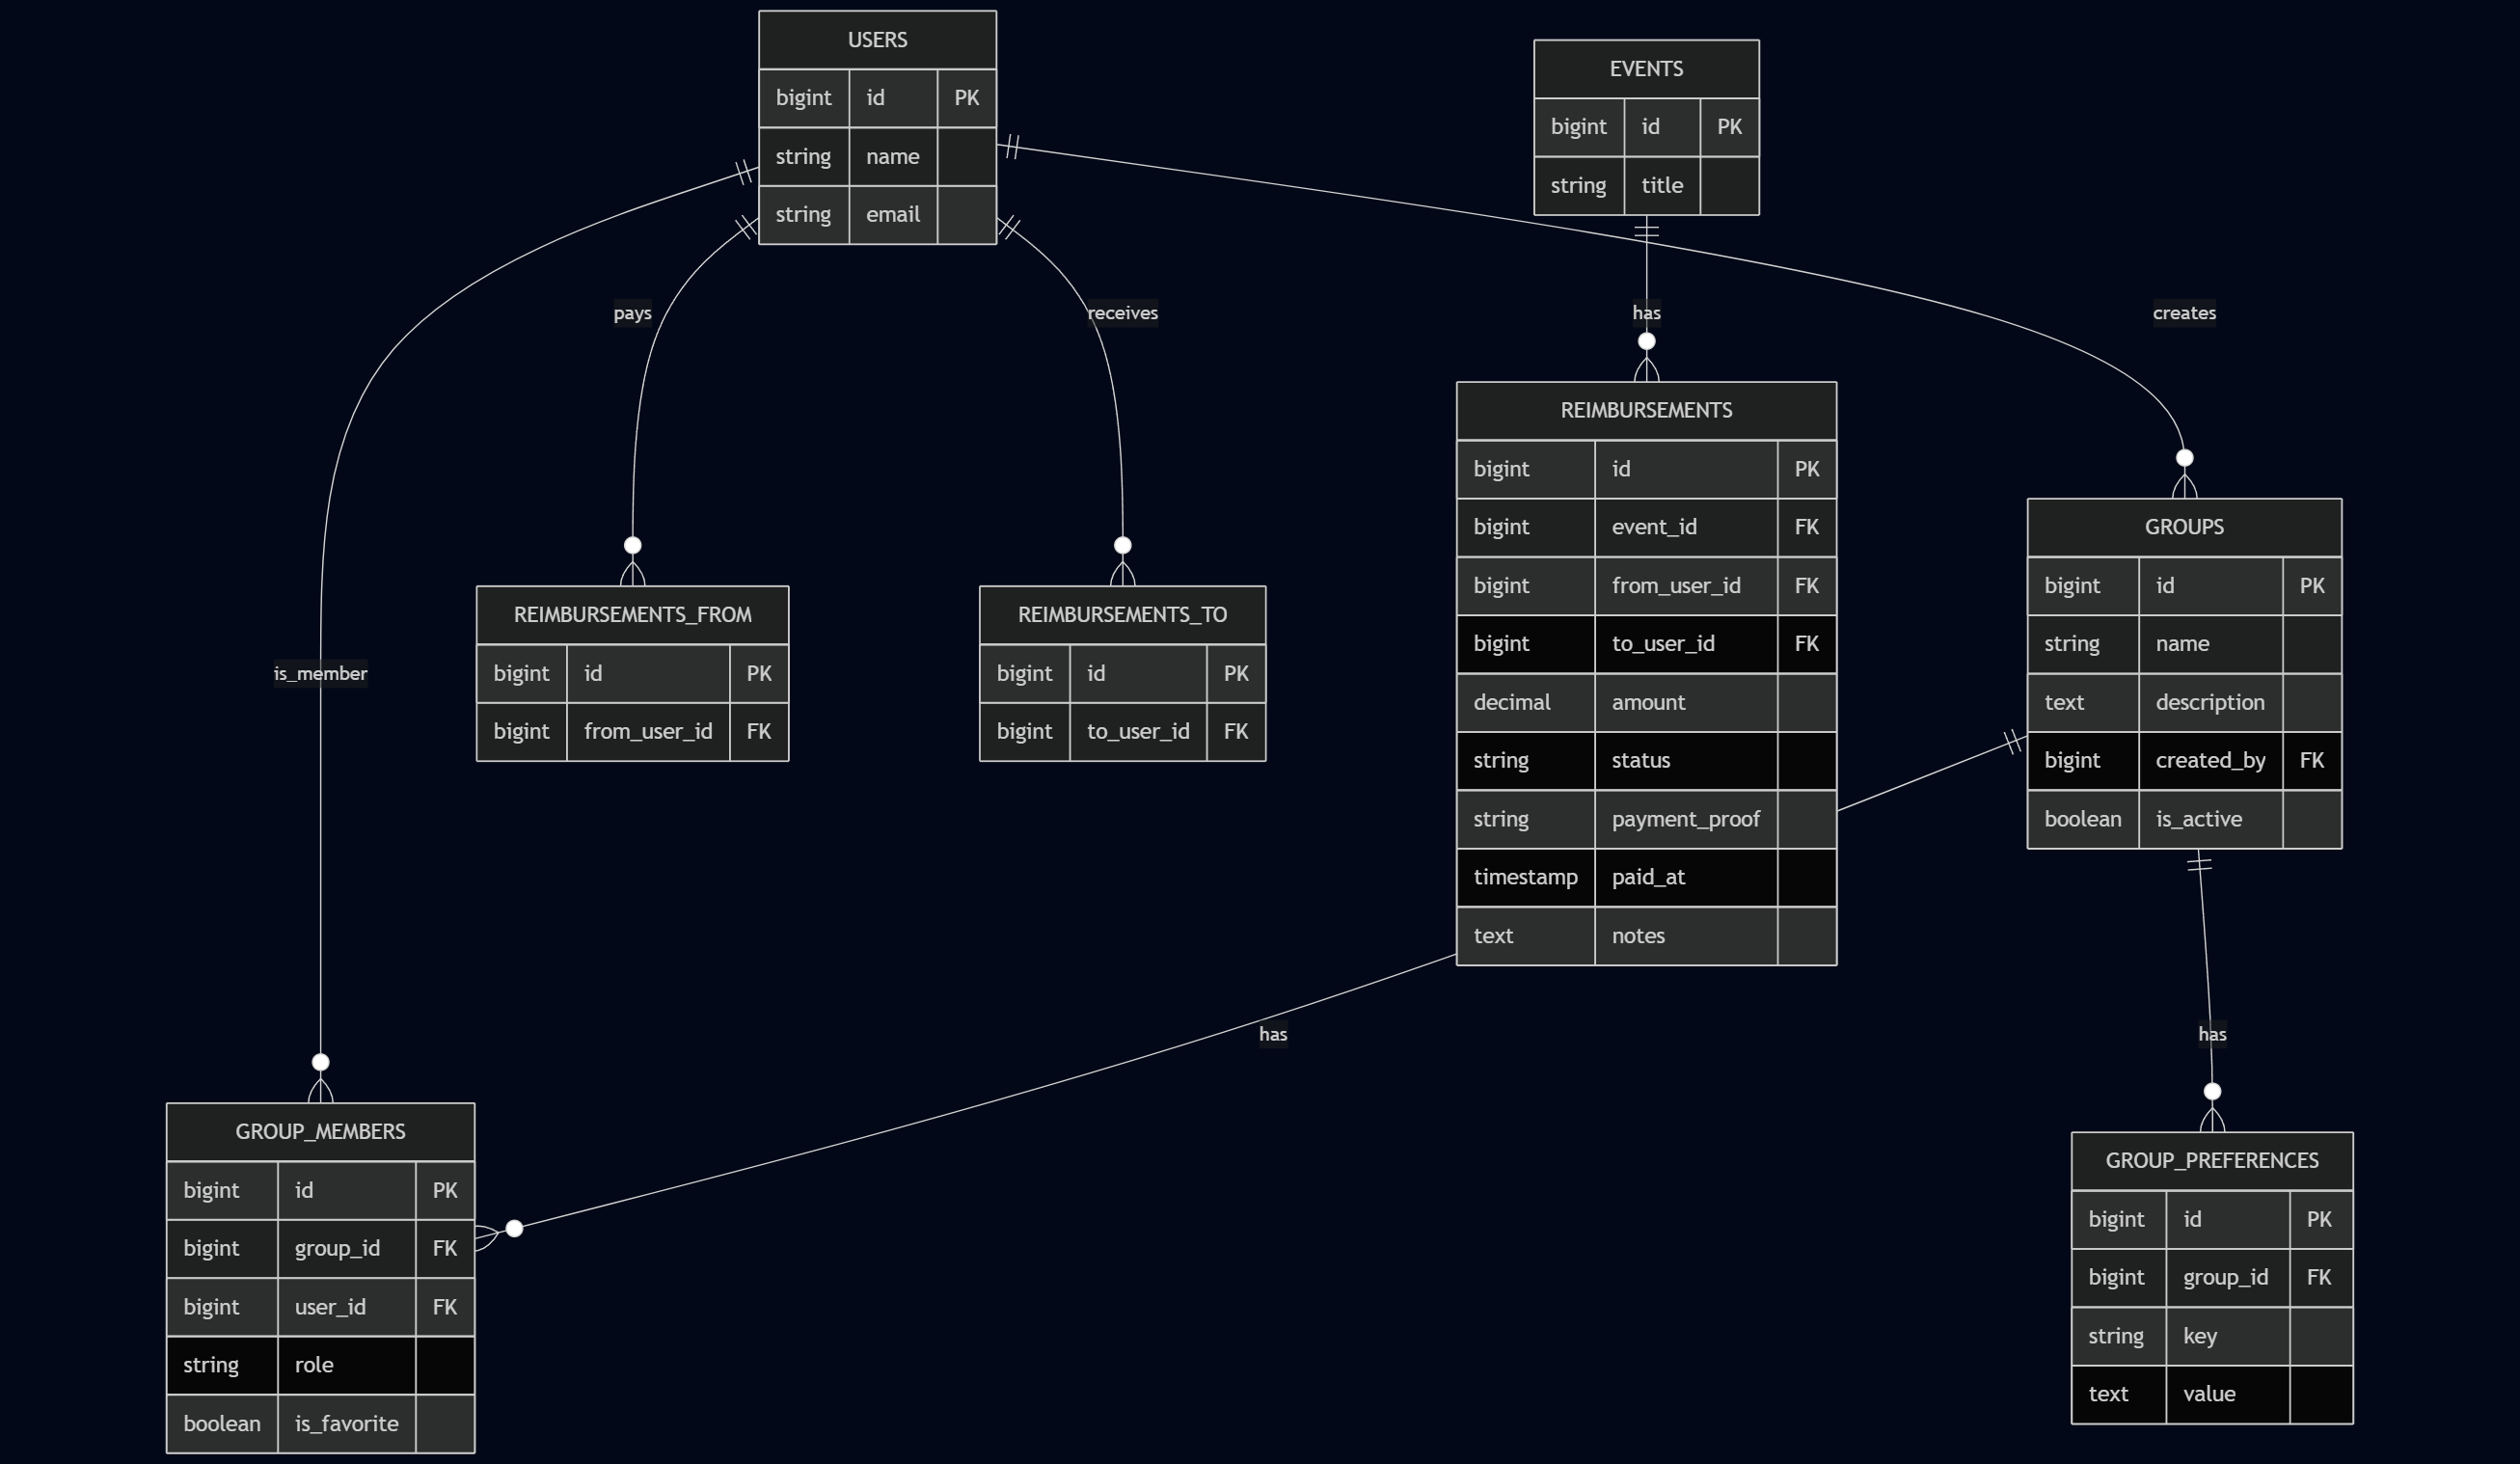 USERS
bigint id PK
string name
string email
EVENTS
bigint id PK
string title
pays
receives
has
creates
REIMBURSEMENTS
bigint id PK
bigint event_id FK
bigint from_user_id FK
bigint to_user_id FK
decimal amount
string status
string payment_proof
timestamp paid_at
text notes
GROUPS
bigint id PK
string name
text description
bigint created_by FK
boolean is_active
REIMBURSEMENTS_FROM
bigint id PK
bigint from_user_id FK
REIMBURSEMENTS_TO
bigint id PK
bigint to_user_id FK
is_member
has
has
GROUP_MEMBERS
bigint id PK
bigint group_id FK
bigint user_id FK
string role
boolean is_favorite
GROUP_PREFERENCES
bigint id PK
bigint group_id FK
string key
text value